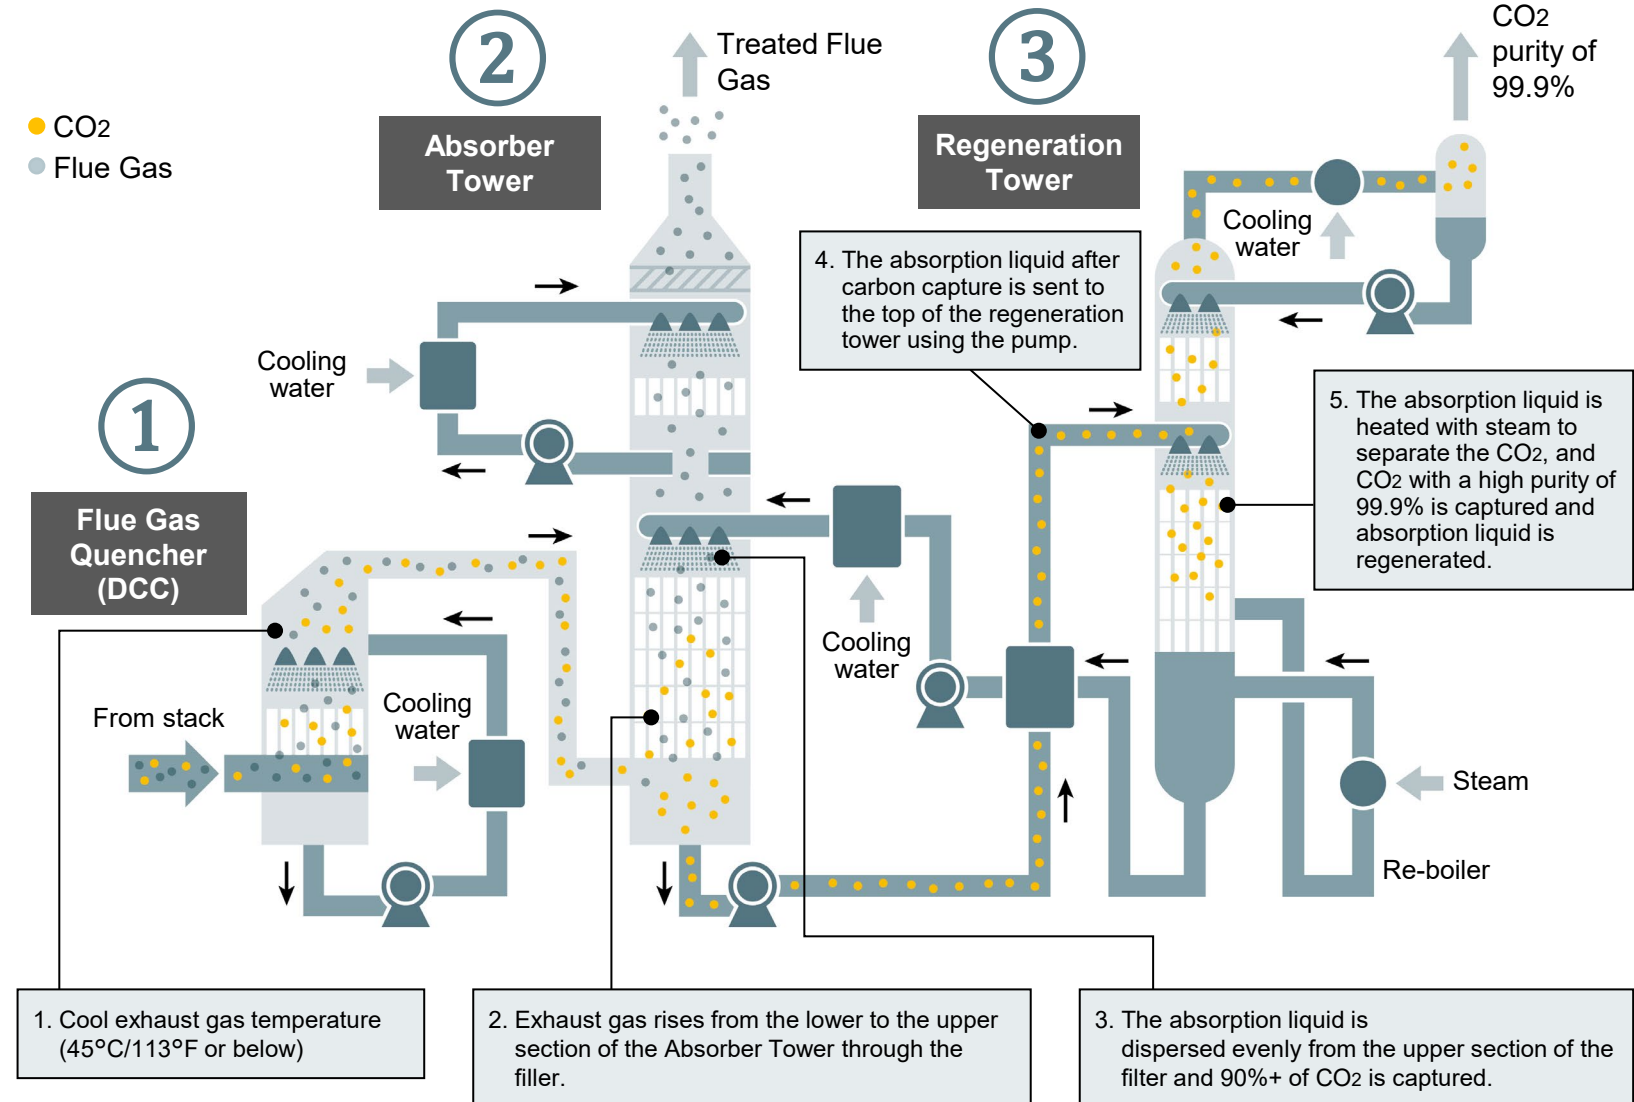 CO2
Flue Gas
1
Flue Gas
Quencher
(DCC)
2
Absorber
Tower
Treated Flue
Gas
3
Regeneration
Tower
CO2
purity of
99.9%
Cooling
water
4. The absorption liquid after
carbon capture is sent to
the top of the regeneration
tower using the pump.
Cooling
water
5. The absorption liquid is
heated with steam to
separate the CO2, and
CO2 with a high purity of
99.9% is captured and
absorption liquid is
regenerated.
From stack
Cooling
water
Cooling
water
Steam
Re-boiler
1. Cool exhaust gas temperature
(45°C/113°F or below)
2. Exhaust gas rises from the lower to the upper
section of the Absorber Tower through the
filler.
3. The absorption liquid is
dispersed evenly from the upper section of the
filter and 90%+ of CO2 is captured.